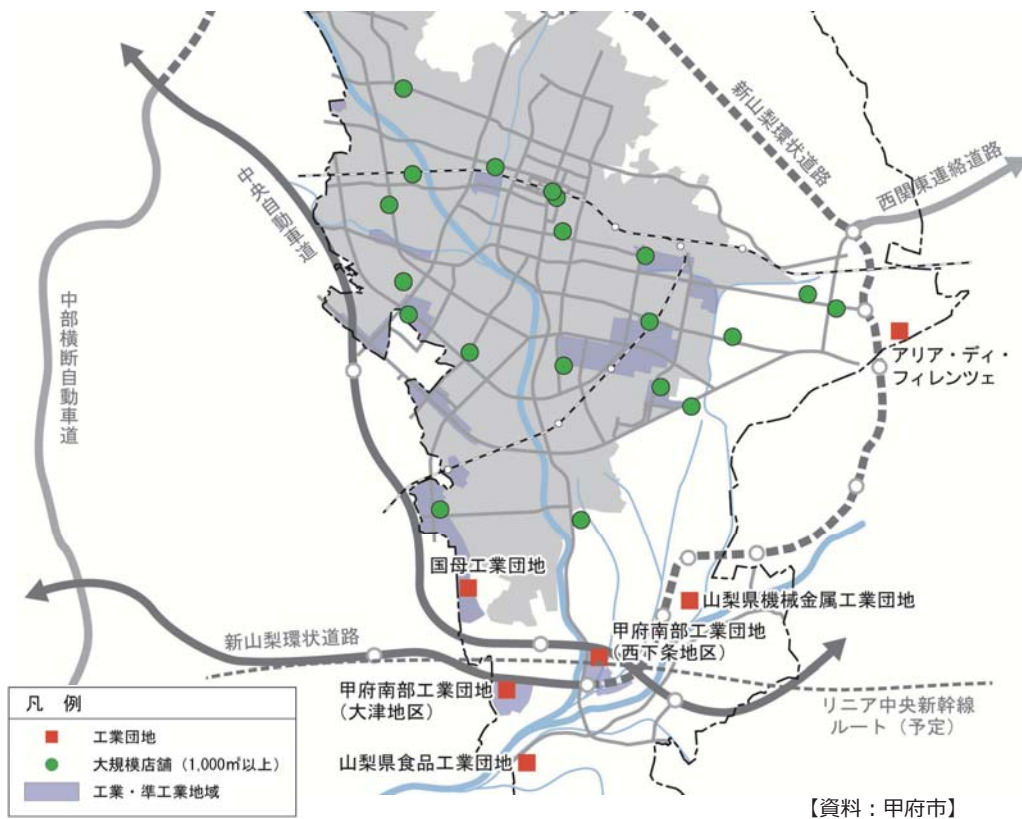 新山梨環状道路
西関東連絡道路
中央自動車道
中部横断自動車道
アリア・ディ・
フィレンツェ
国母工業団地
山梨県機械金属工業団地
甲府南部工業団地
（西下条地区）
新山梨環状道路
甲府南部工業団地
（大津地区）
リニア中央新幹線
ルート（予定）
山梨県食品工業団地
凡 例
工業団地
大規模店舗（1,000㎡以上）
工業・準工業地域
【資料：甲府市】